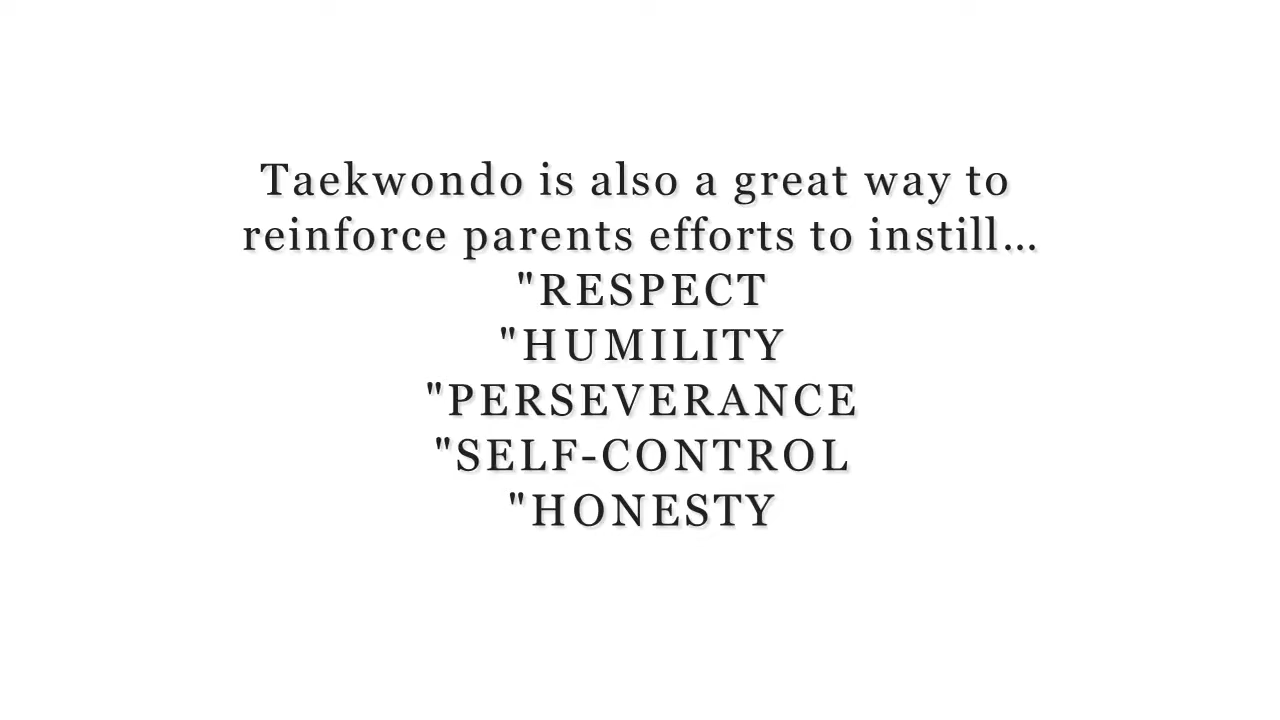 Taekwondo is also a great way to
reinforce parents efforts to instill...
"RESPECT
"HUMILITY
"PERSEVERANCE
"SELF-CONTROL
"HONESTY